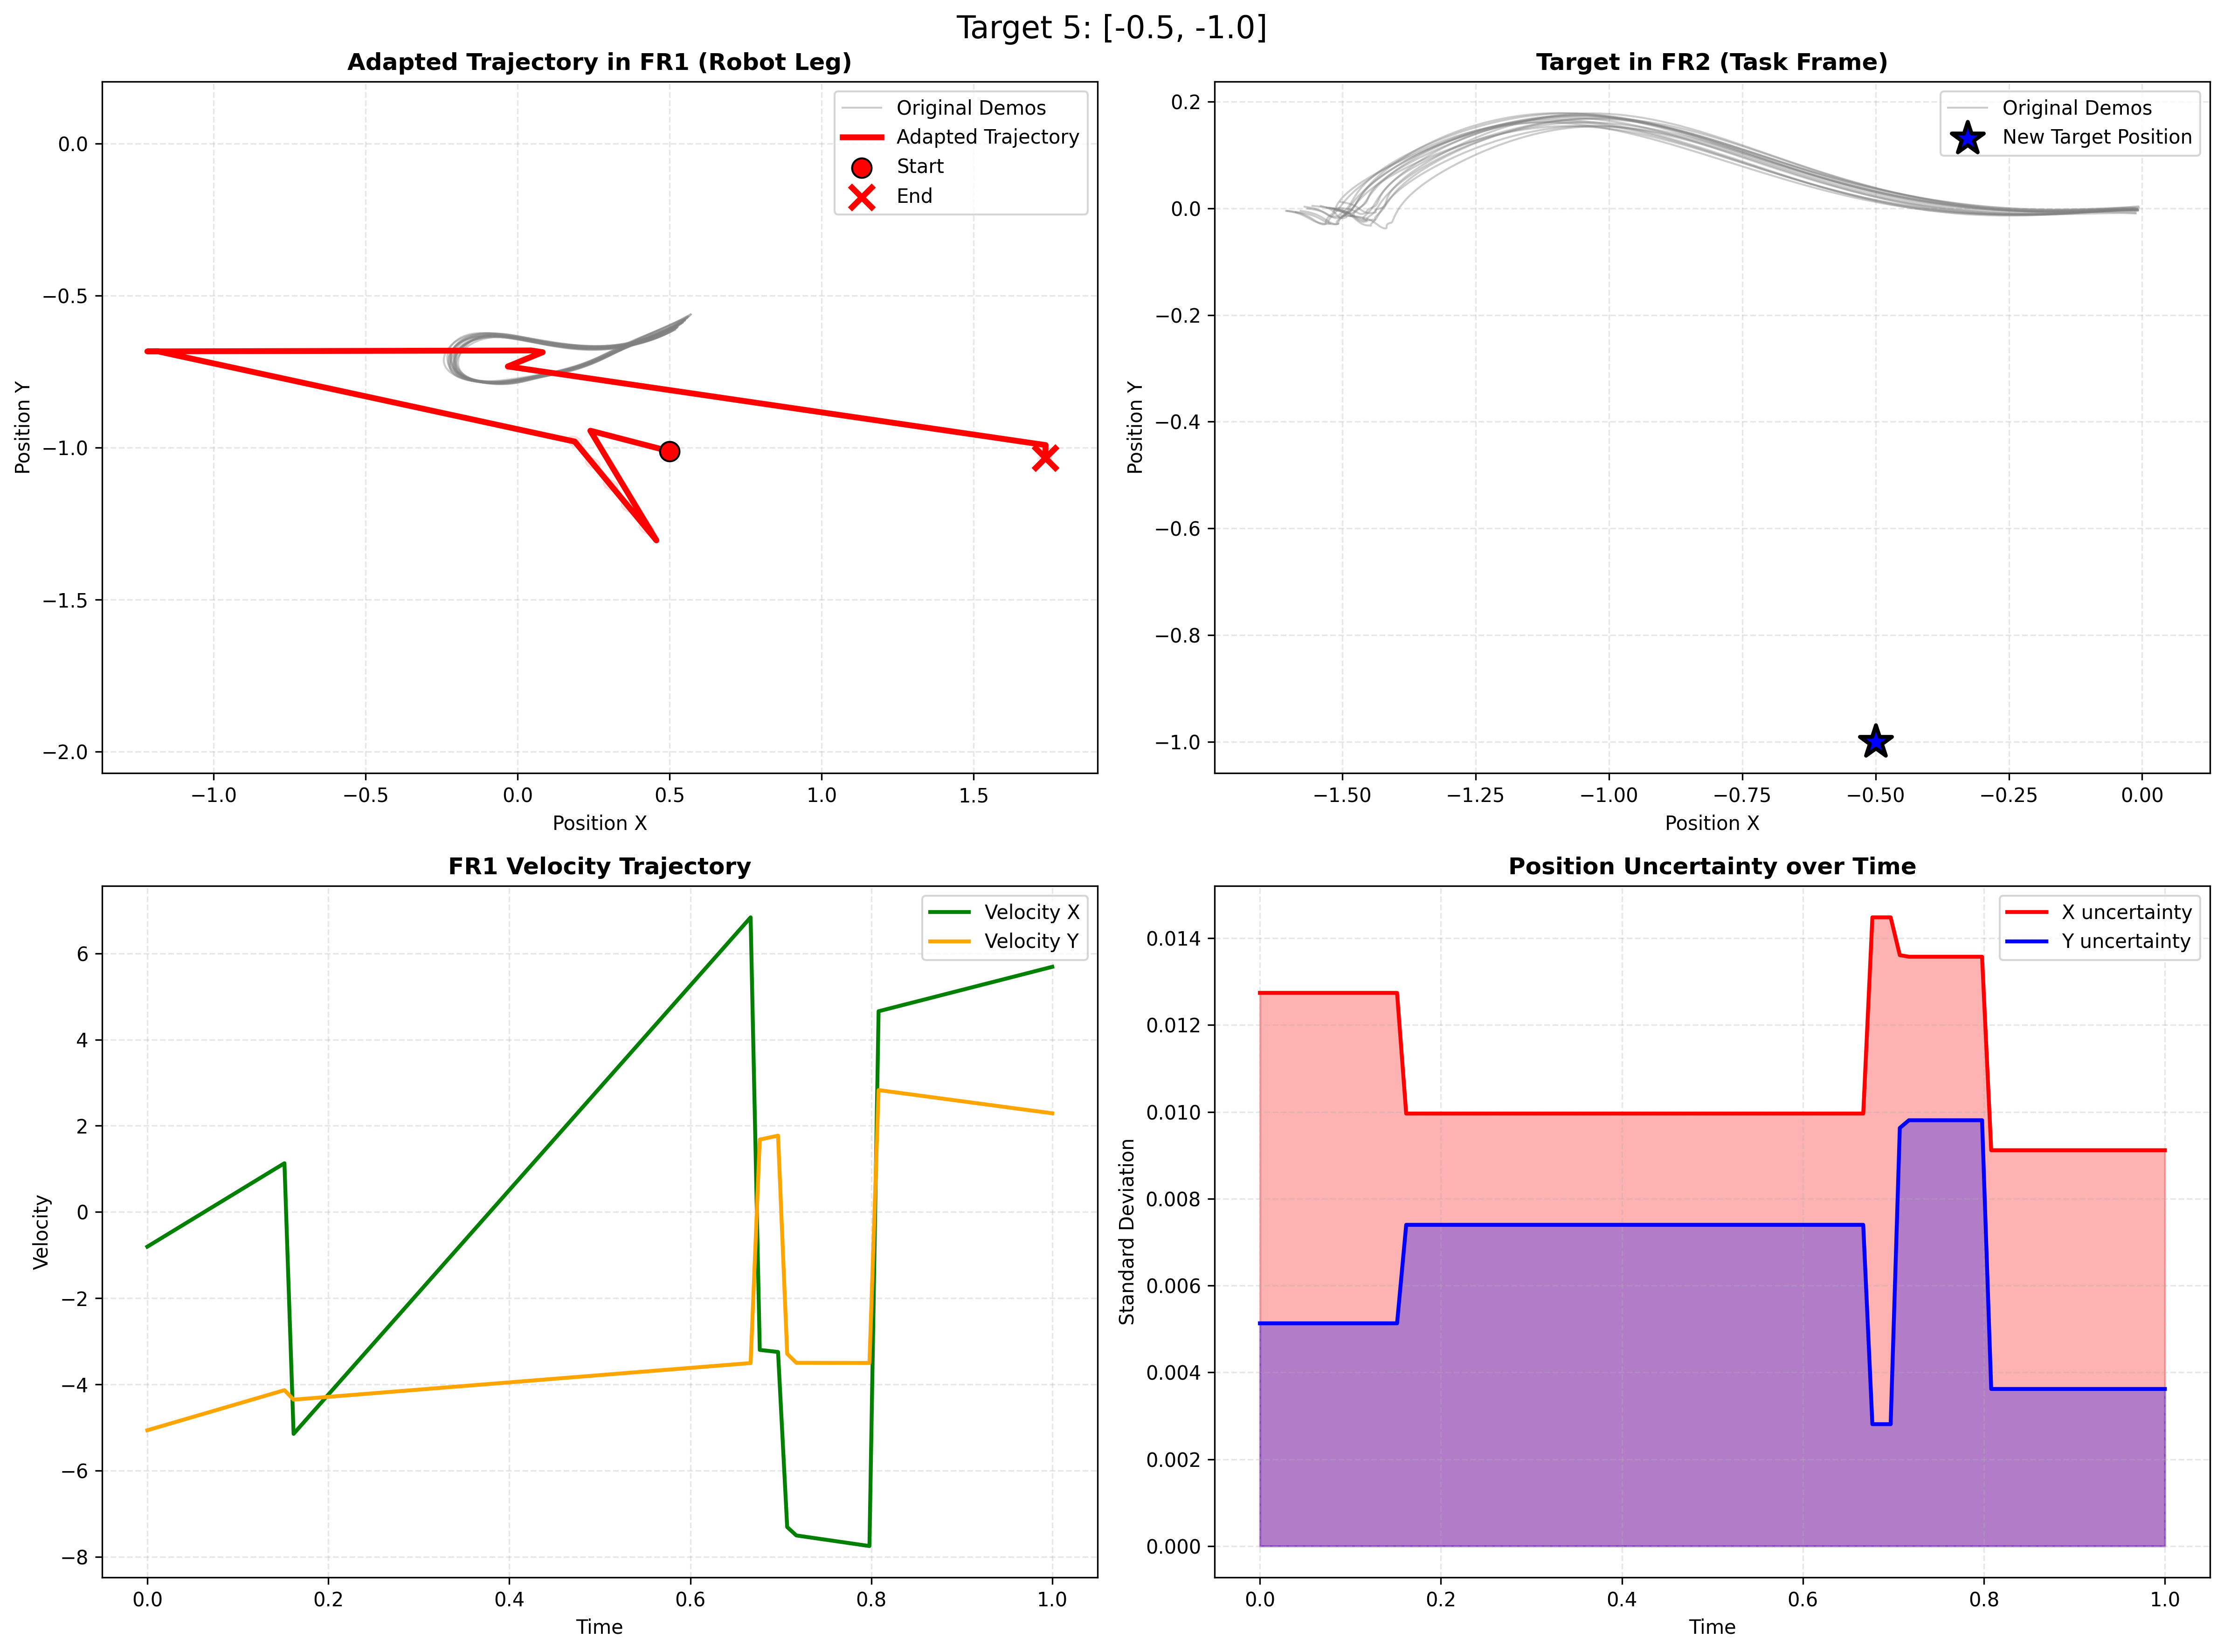 Target 5: [-0.5, -1.0]
Adapted Trajectory in FR1 (Robot Leg)
Original Demos
Adapted Trajectory
Start
End
0.0
−0.5
−1.0
−1.5
−2.0
Position Y
−1.0
−0.5
0.0
0.5
1.0
1.5
Position X
Target in FR2 (Task Frame)
Original Demos
New Target Position
0.2
0.0
−0.2
−0.4
−0.6
−0.8
−1.0
Position Y
−1.50
−1.25
−1.00
−0.75
−0.50
−0.25
0.00
Position X
FR1 Velocity Trajectory
Velocity X
Velocity Y
6
4
2
0
−2
−4
−6
−8
Velocity
0.0
0.2
0.4
0.6
0.8
1.0
Time
Position Uncertainty over Time
X uncertainty
Y uncertainty
0.014
0.012
0.010
0.008
0.006
0.004
0.002
0.000
Standard Deviation
0.0
0.2
0.4
0.6
0.8
1.0
Time